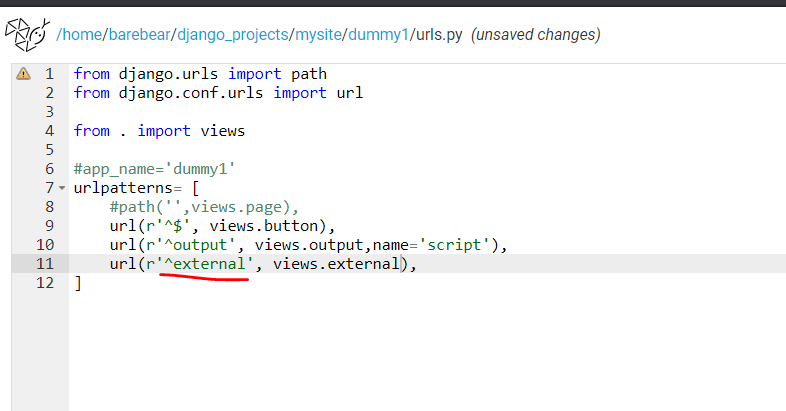 /home/barebear/django_projects/mysite/dummy1/urls.py (unsaved changes)
1 from django.urls import path
2 from django.conf.urls import url
3
4 from . import views
5
6 #app_name='dummy1'
7 urlpatterns= [
8 #path('',views.page),
9 url(r'^$', views.button),
10 url(r'^output', views.output,name='script'),
11 url(r'^external', views.external),
12 ]